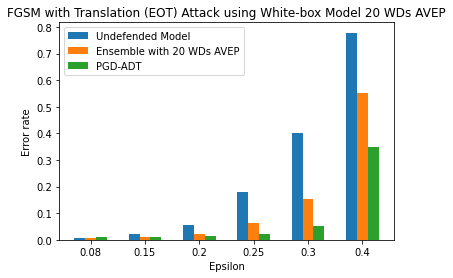 FGSM with Translation (EOT) Attack using White-box Model 20 WDs AVEP
Undefended Model
Ensemble with 20 WDs AVEP
PGD-ADT
Error rate
0.8
0.7
0.6
0.5
0.4
0.3
0.2
0.1
0.0
0.08 0.15 0.2 0.25 0.3 0.4
Epsilon